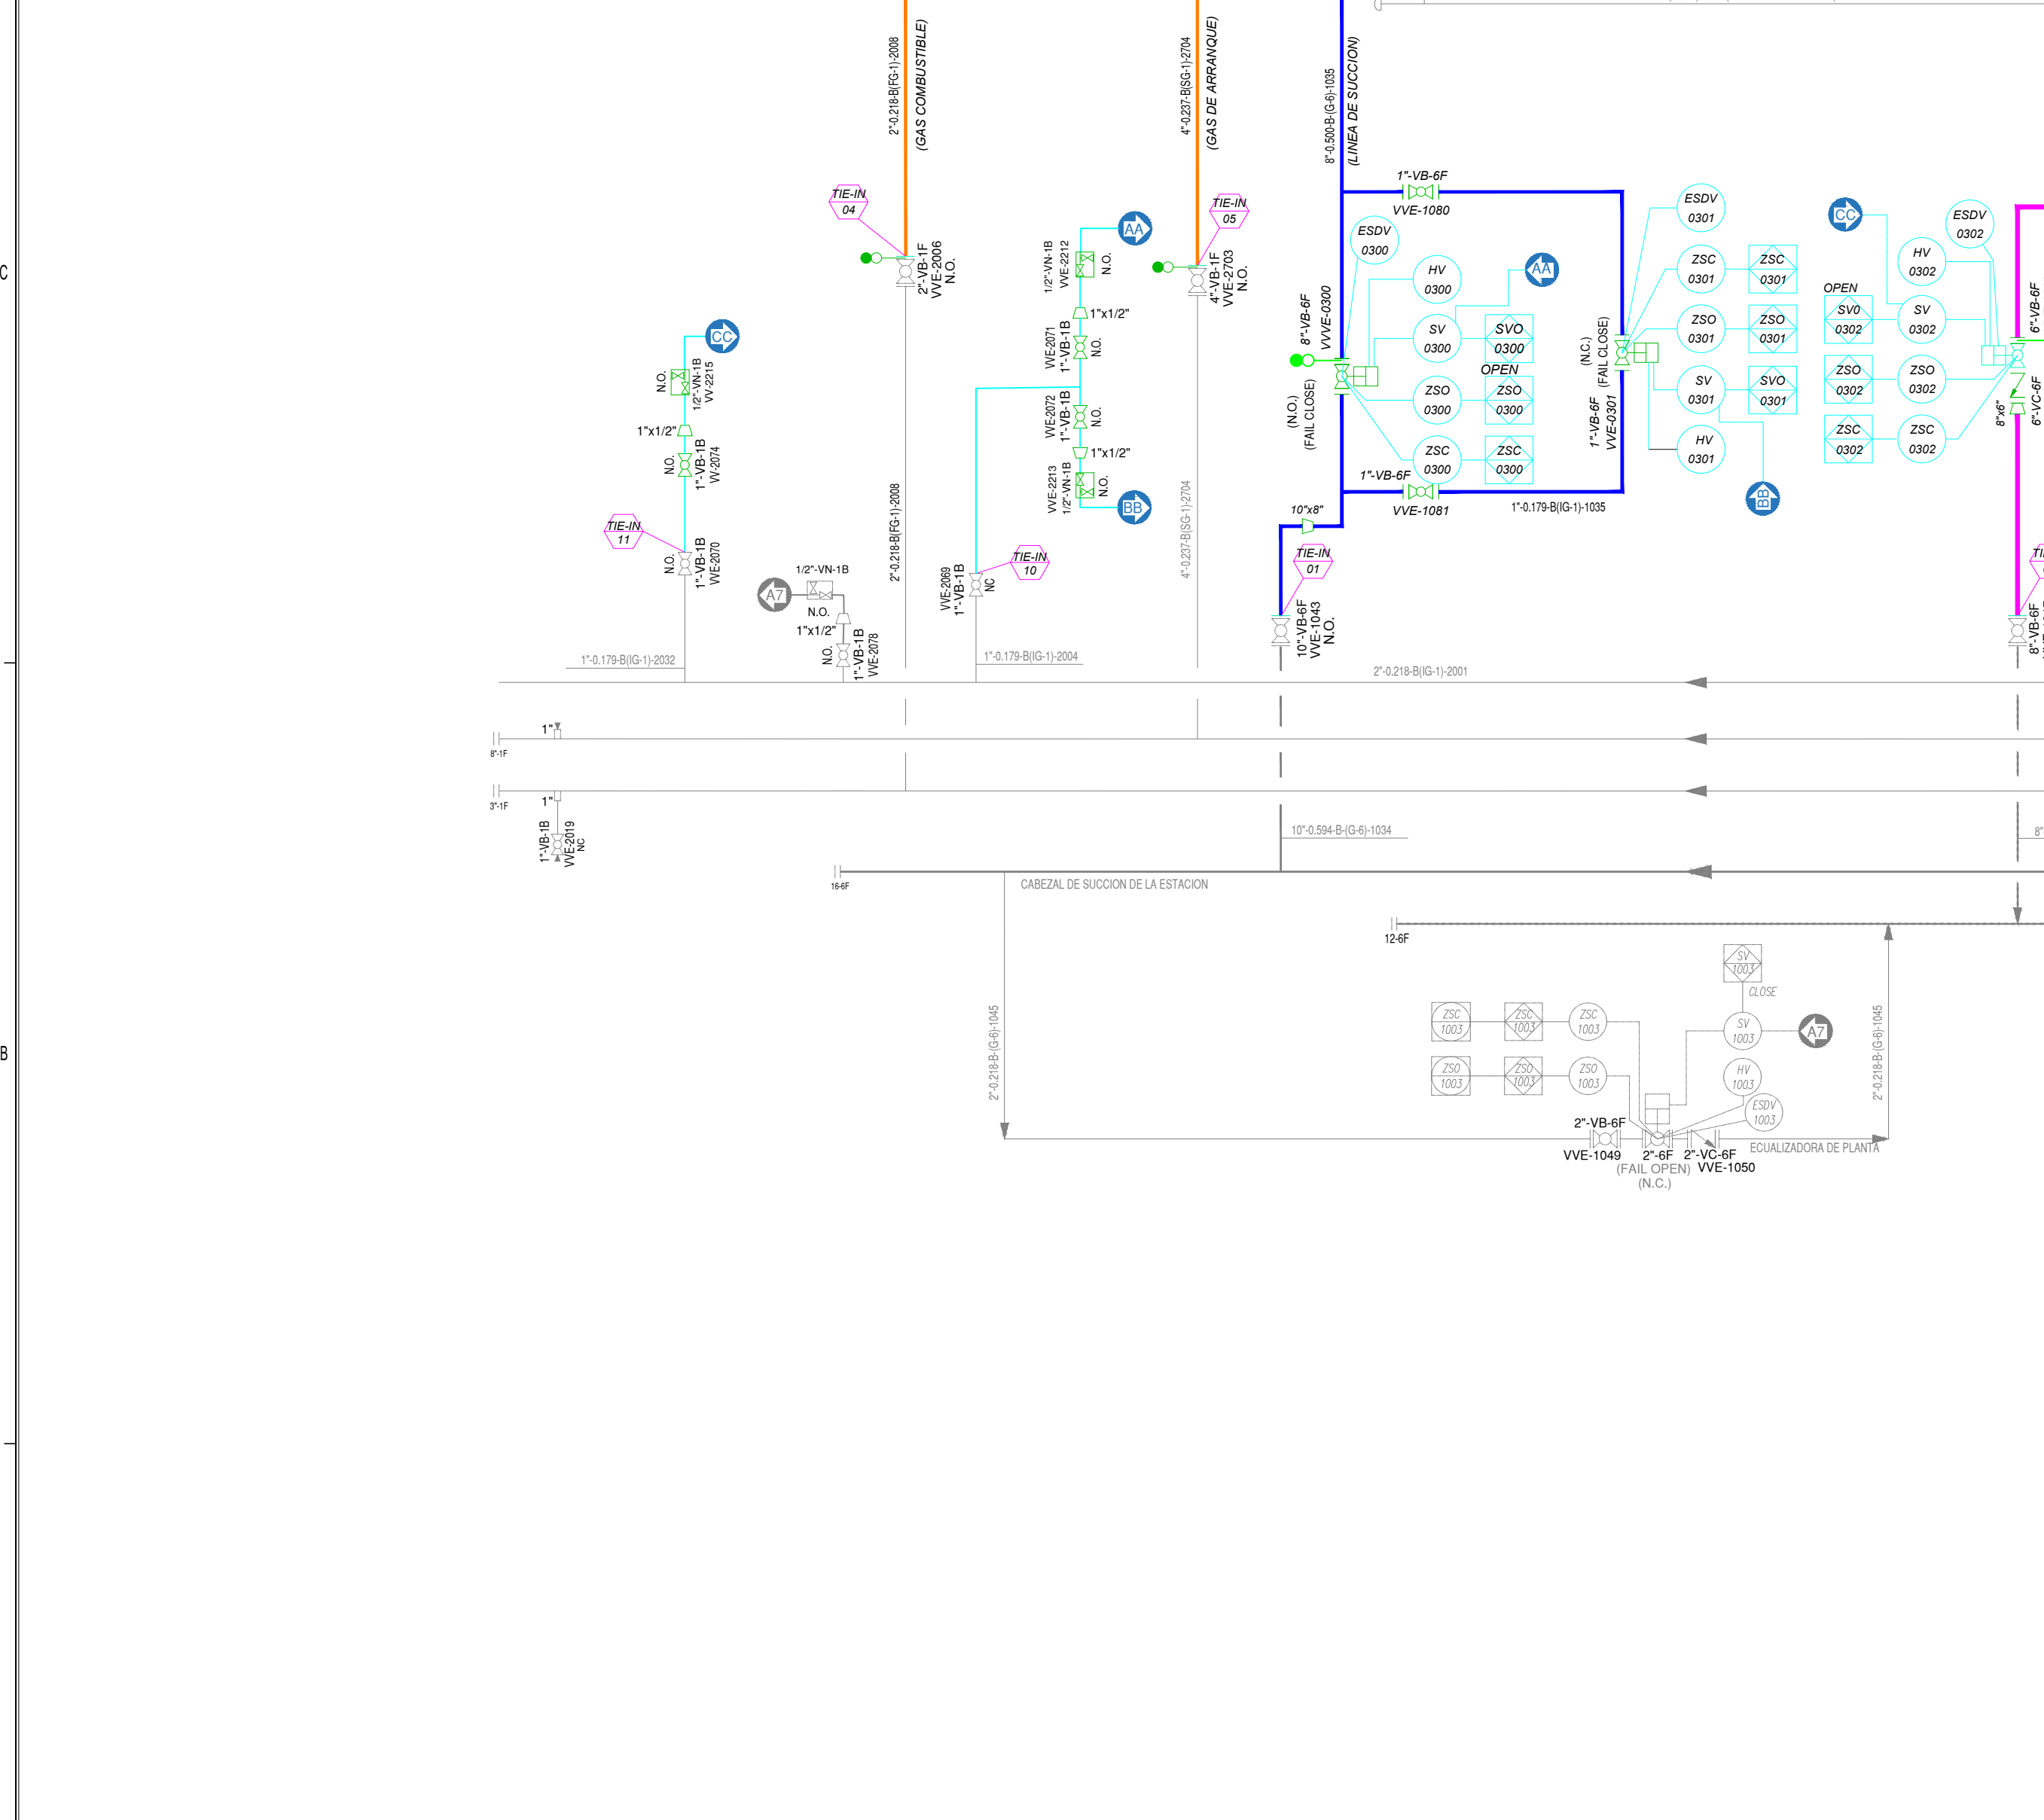 2"-0.218-B(FG-1)-2008
(GAS COMBUSTIBLE)
4"-0.237-B(SG-1)-2704
(GAS DE ARRANQUE)
8"-0.500-B-(G-6)-1035
(LINEA DE SUCCION)
TIE-IN
04
2"-VB-1F
VVE-2006
N.O.
TIE-IN
05
4"-VB-1F
VVE-2703
N.O.
C
AA
1/2"-VN-1B
VVE-2212
N.O.
1"x1/2"
VVE-2071
1"-VB-1B
N.O.
VVE-2072
1"-VB-1B
N.O.
1"x1/2"
VVE-2213
1/2"-VN-1B
N.O.
BB
CC
N.O.
1/2"-VN-1B
VV-2215
1"x1/2"
N.O.
1"-VB-1B
VV-2074
TIE-IN
11
N.O.
1"-VB-1B
VVE-2070
A7
1/2"-VN-1B
N.O.
1"x1/2"
N.O.
1"-VB-1B
VVE-2078
2"-0.218-B(FG-1)-2008
VVE-2069
1"-VB-1B
NC
TIE-IN
10
4"-0.237-B(SG-1)-2704
1"-VB-6F
VVE-1080
ESDV
0300
HV
0300
AA
SV
0300
SVO
0300
OPEN
ZSO
0300
ZSO
0300
ZSC
0300
ZSC
0300
8"-VB-6F
VVVE-0300
(N.O.)
(FAIL CLOSE)
1"-VB-6F
VVE-1081
1"-0.179-B(IG-1)-1035
10"x8"
TIE-IN
01
10"-VB-6F
VVE-1043
N.O.
(N.C.)
(FAIL CLOSE)
1"-VB-6F
VVE-0301
ESDV
0301
ZSC
0301
ZSC
0301
ZSO
0301
ZSO
0301
SV
0301
SVO
0301
HV
0301
BB
CC
ESDV
0302
HV
0302
OPEN
SV0
0302
SV
0302
ZSO
0302
ZSO
0302
ZSC
0302
ZSC
0302
6"-VB-6F
8"x6"
6"-VC-6F
8"-VB-6F
1"-0.179-B(IG-1)-2032
1"-0.179-B(IG-1)-2004
2"-0.218-B(IG-1)-2001
1"
8"-1F
1"
3"-1F
1"-VB-1B
VVE-2019
NC
10"-0.594-B-(G-6)-1034
8"
16-6F
CABEZAL DE SUCCION DE LA ESTACION
12-6F
B
2"-0.218-B-(G-6)-1045
SV
1003
CLOSE
ZSC
1003
ZSC
1003
ZSC
1003
SV
1003
A7
ZSO
1003
ZSO
1003
ZSO
1003
HV
1003
ESDV
1003
2"-0.218-B-(G-6)-1045
2"-VB-6F
VVE-1049
2"-6F
(FAIL OPEN)
(N.C.)
2"-VC-6F
VVE-1050
ECUALIZADORA DE PLANTA